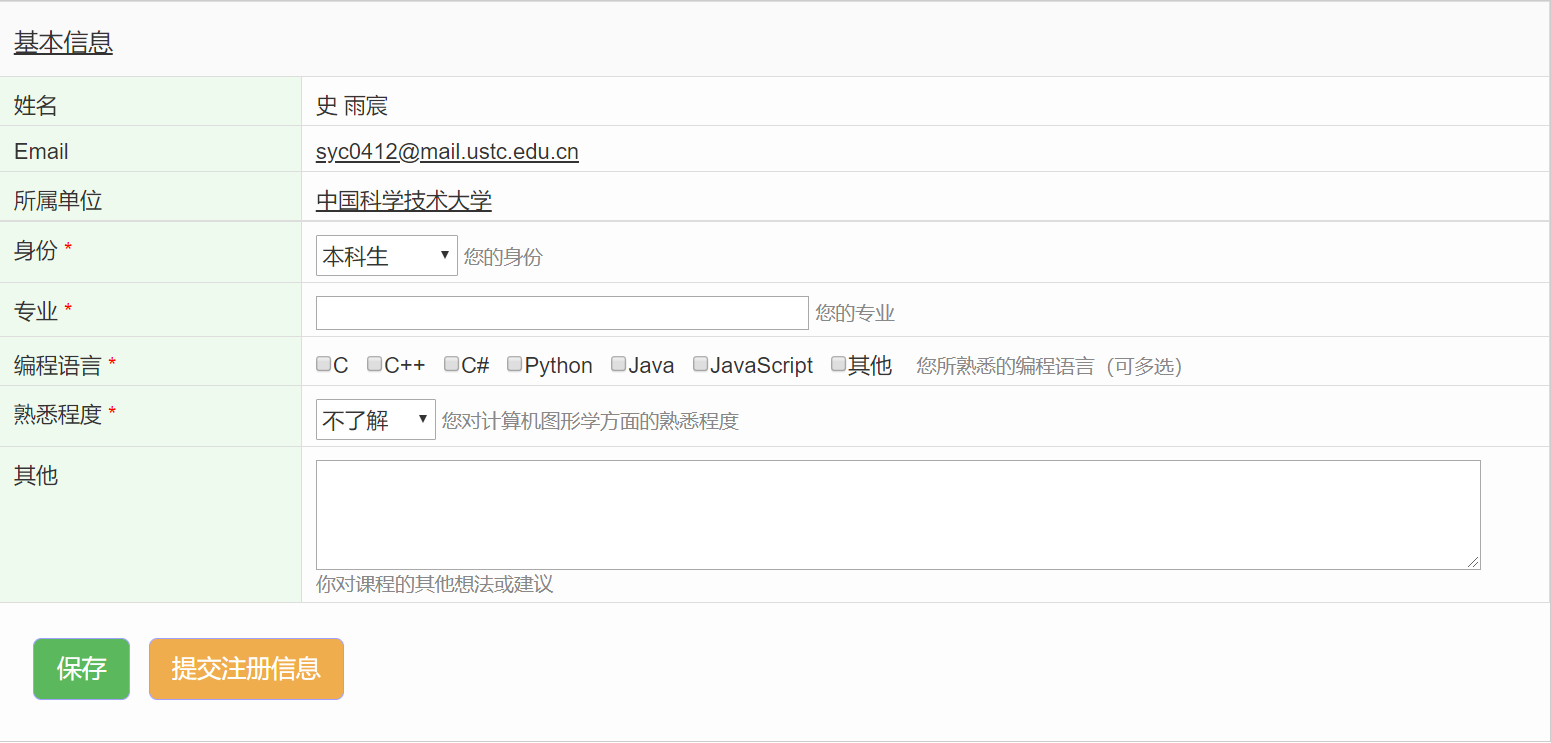 基本信息
姓名 史 雨宸
Email syc0412@mail.ustc.edu.cn
所属单位 中国科学技术大学
身份 * 本科生 您的身份
专业 * 您的专业
编程语言 * C C++ C# Python Java JavaScript 其他 您所熟悉的编程语言（可多选）
熟悉程度 * 不了解 您对计算机图形学方面的熟悉程度
其他
你对课程的其他想法或建议
保存 提交注册信息